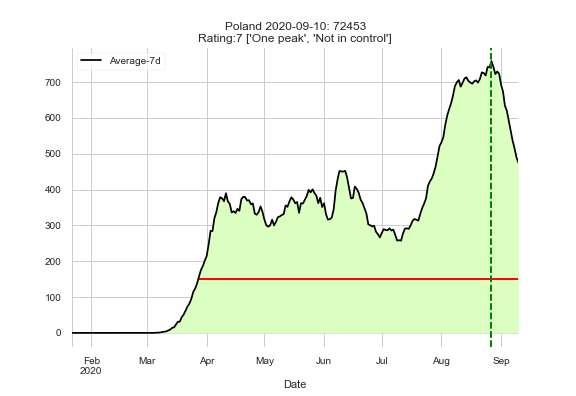 Poland 2020-09-10: 72453
Rating:7 ['One peak', 'Not in control']
Average-7d
700
600
500
400
300
200
100
0
Feb Mar Apr May Jun Jul Aug Sep
2020
Date